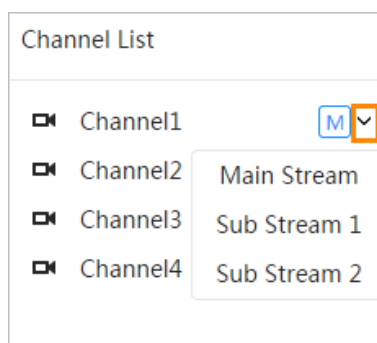 Channel List
Channel1 M
Channel2 Main Stream
Channel3 Sub Stream 1
Channel4 Sub Stream 2